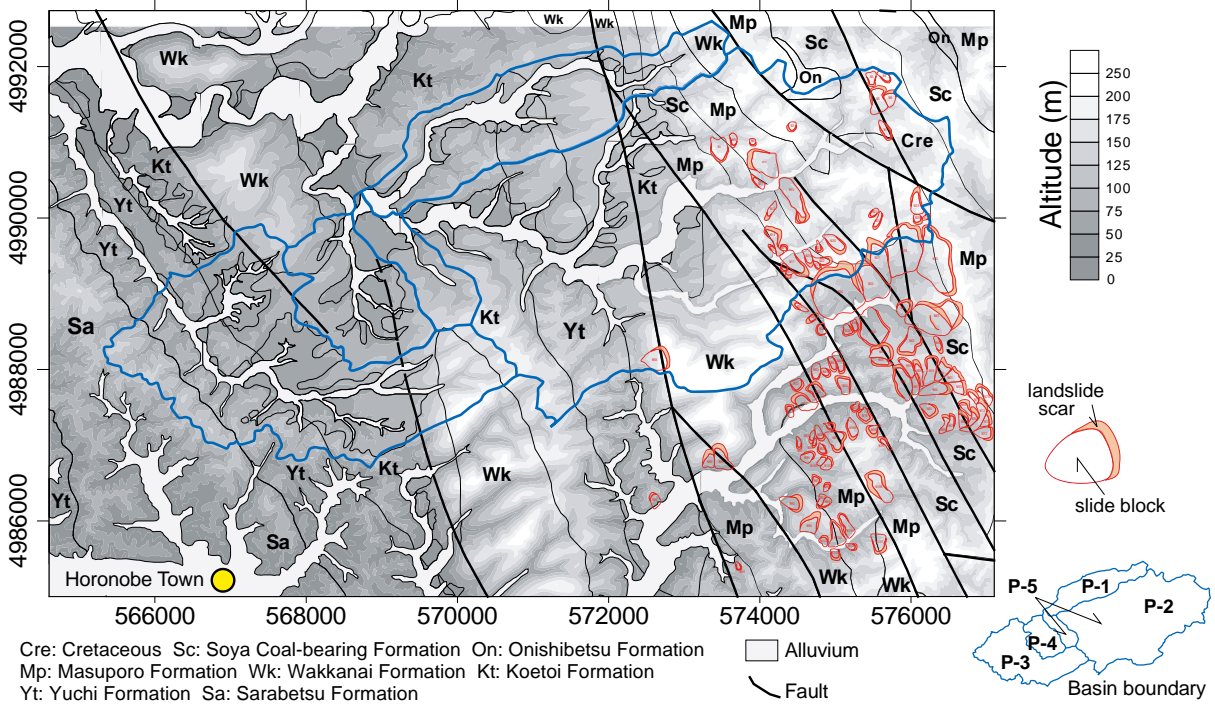 Wk
Wk
Mp
Sc
On
Mp
4992000
Wk
Kt
Wk
On
Sc
Mp
Sc
Cre
Kt
Wk
Mp
Kt
Yt
4990000
Yt
Mp
Sa
Kt
Yt
Wk
Sc
4988000
Wk
Yt
Kt
Sc
Yt
Mp
Mp
Sc
4986000
Sa
Mp
Horonobe Town
Wk
Wk
566000 568000 570000 572000 574000 576000
Altitude (m)
250
200
175
150
125
100
75
50
25
0
landslide
scar
slide block
P-5
P-1
P-2
P-4
P-3
Basin boundary
Cre: Cretaceous Sc: Soya Coal-bearing Formation On: Onishibetsu Formation
Mp: Masuporo Formation Wk: Wakkanai Formation Kt: Koetoi Formation
Yt: Yuchi Formation Sa: Sarabetsu Formation
Alluvium
Fault